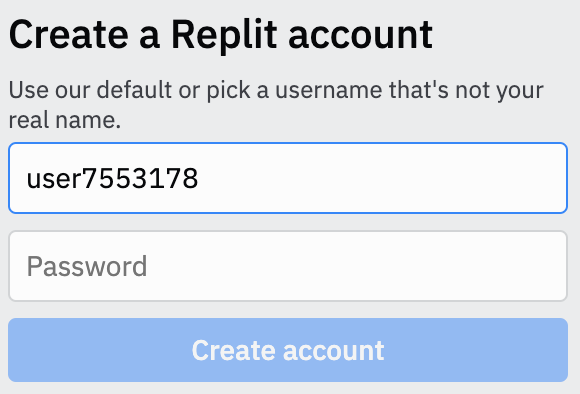 Create a Replit account
Use our default or pick a username that's not your
real name.
user7553178
Password
Create account